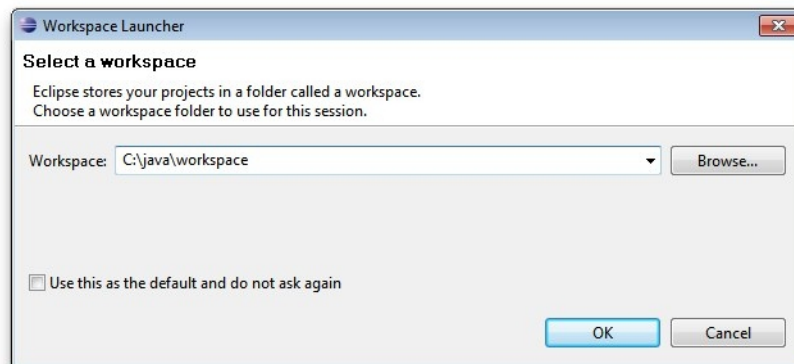 Workspace Launcher
Select a workspace
Eclipse stores your projects in a folder called a workspace.
Choose a workspace folder to use for this session.
Workspace: C:\java\workspace Browse...
Use this as the default and do not ask again
OK Cancel